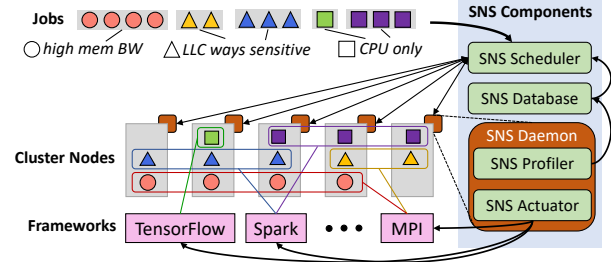 Jobs
SNS Components
high mem BW
LLC ways sensitive
CPU only
SNS Scheduler
SNS Database
SNS Daemon
Cluster Nodes
SNS Profiler
SNS Actuator
Frameworks
TensorFlow
Spark
• • •
MPI